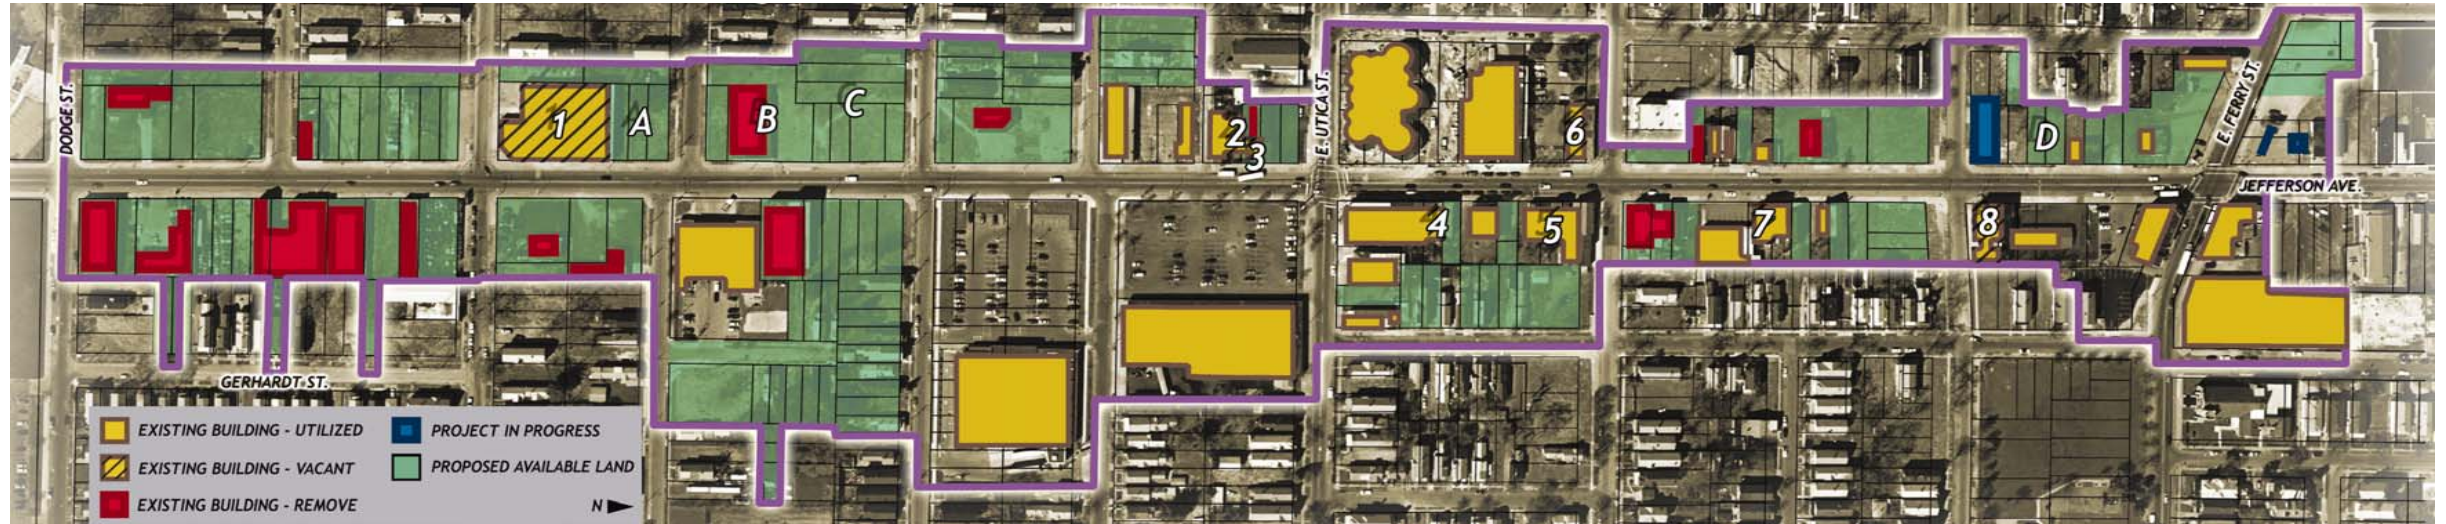 DODGE ST.
1
A
B
C
2
3
E. UTICA ST.
6
D
E. FERRY ST.
JEFFERSON AVE.
4
5
7
8
GERHARDT ST.
EXISTING BUILDING - UTILIZED
PROJECT IN PROGRESS
EXISTING BUILDING - VACANT
PROPOSED AVAILABLE LAND
EXISTING BUILDING - REMOVE
N